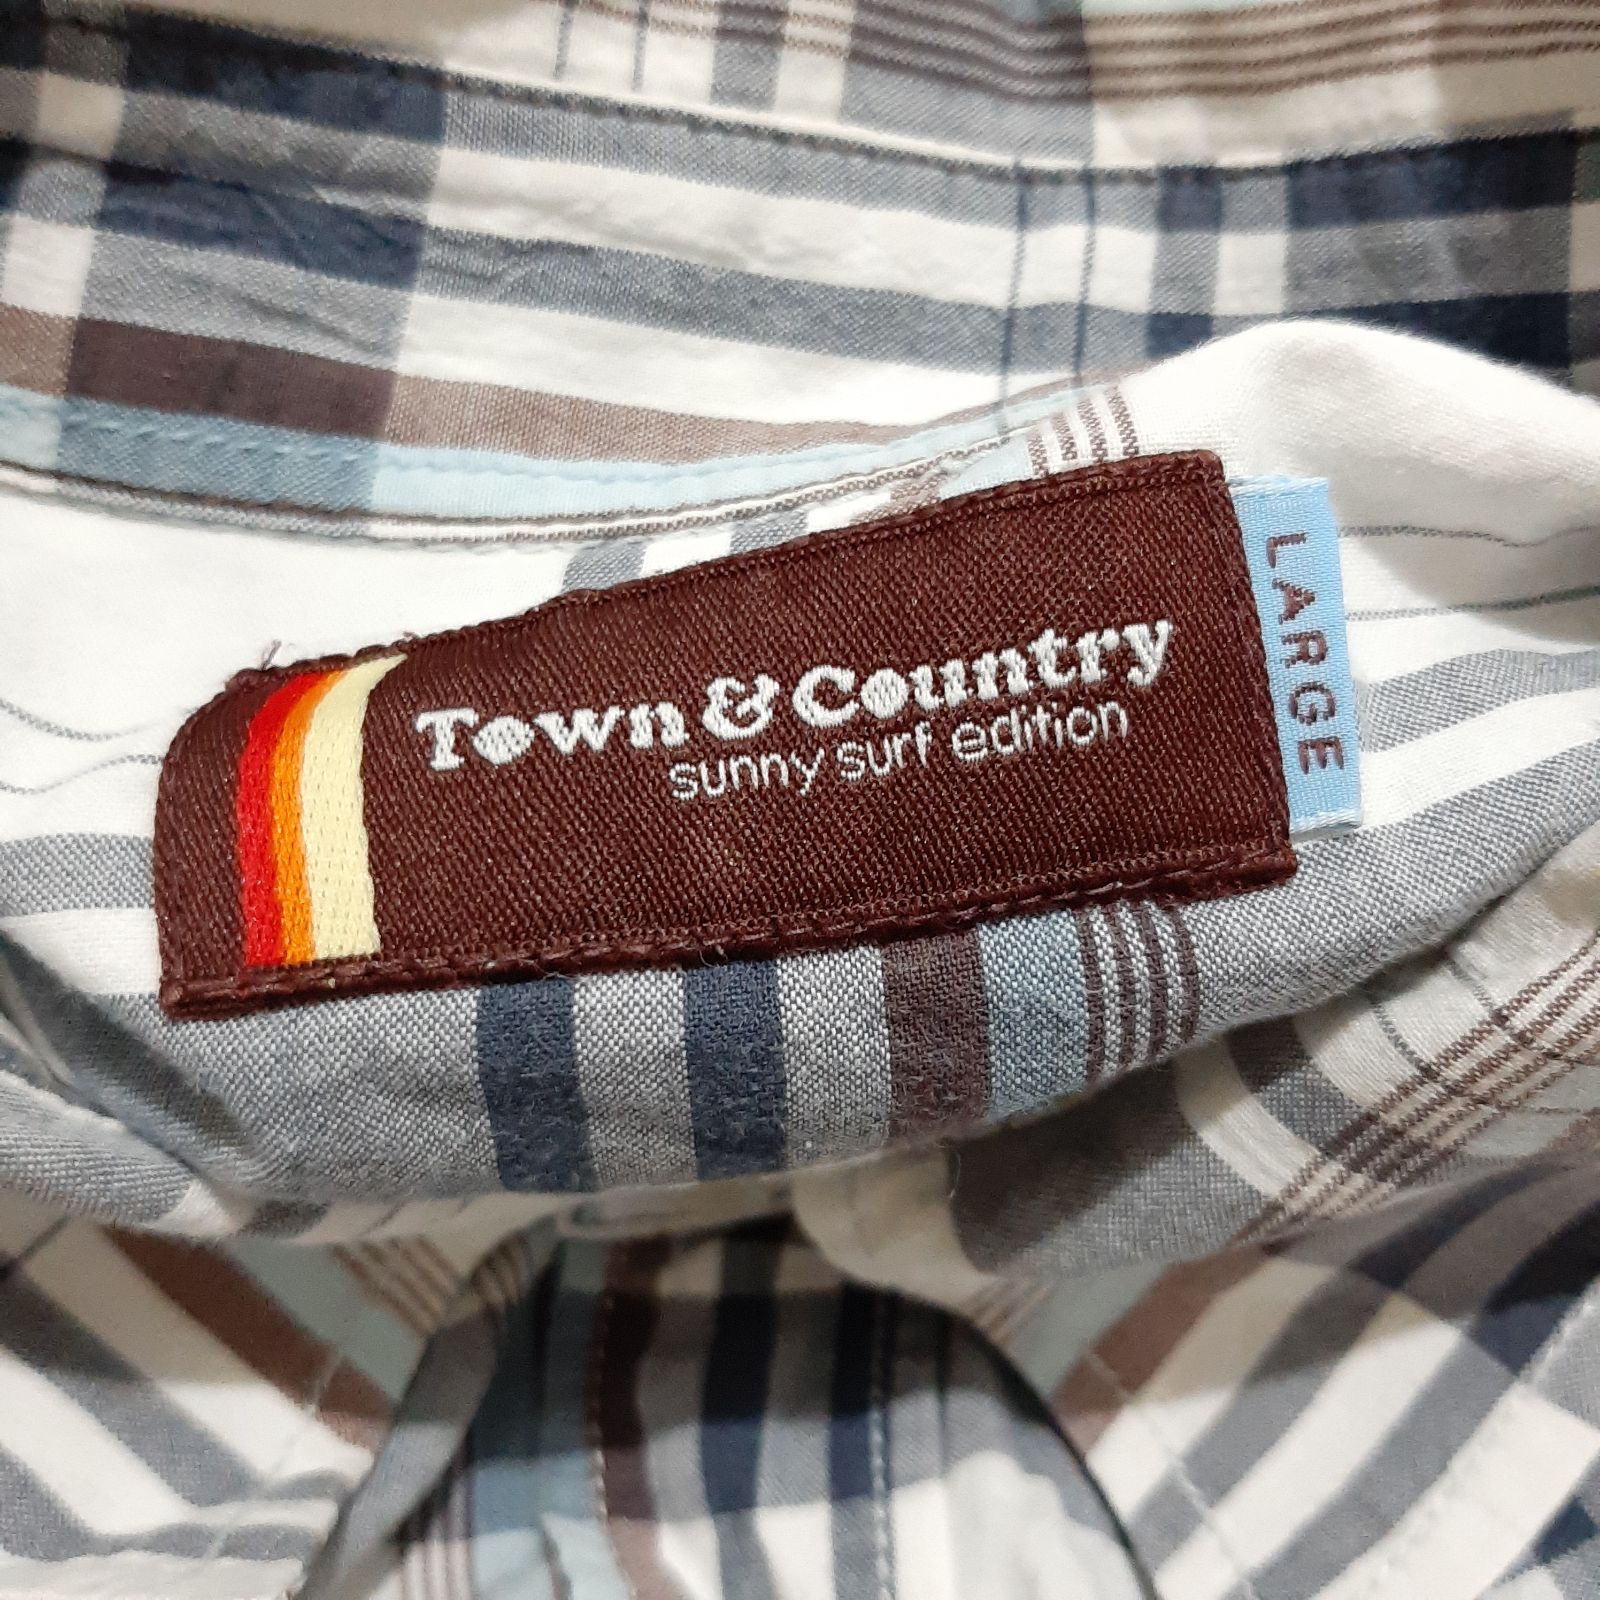 Town & Country
sunny surf edition
LARGE